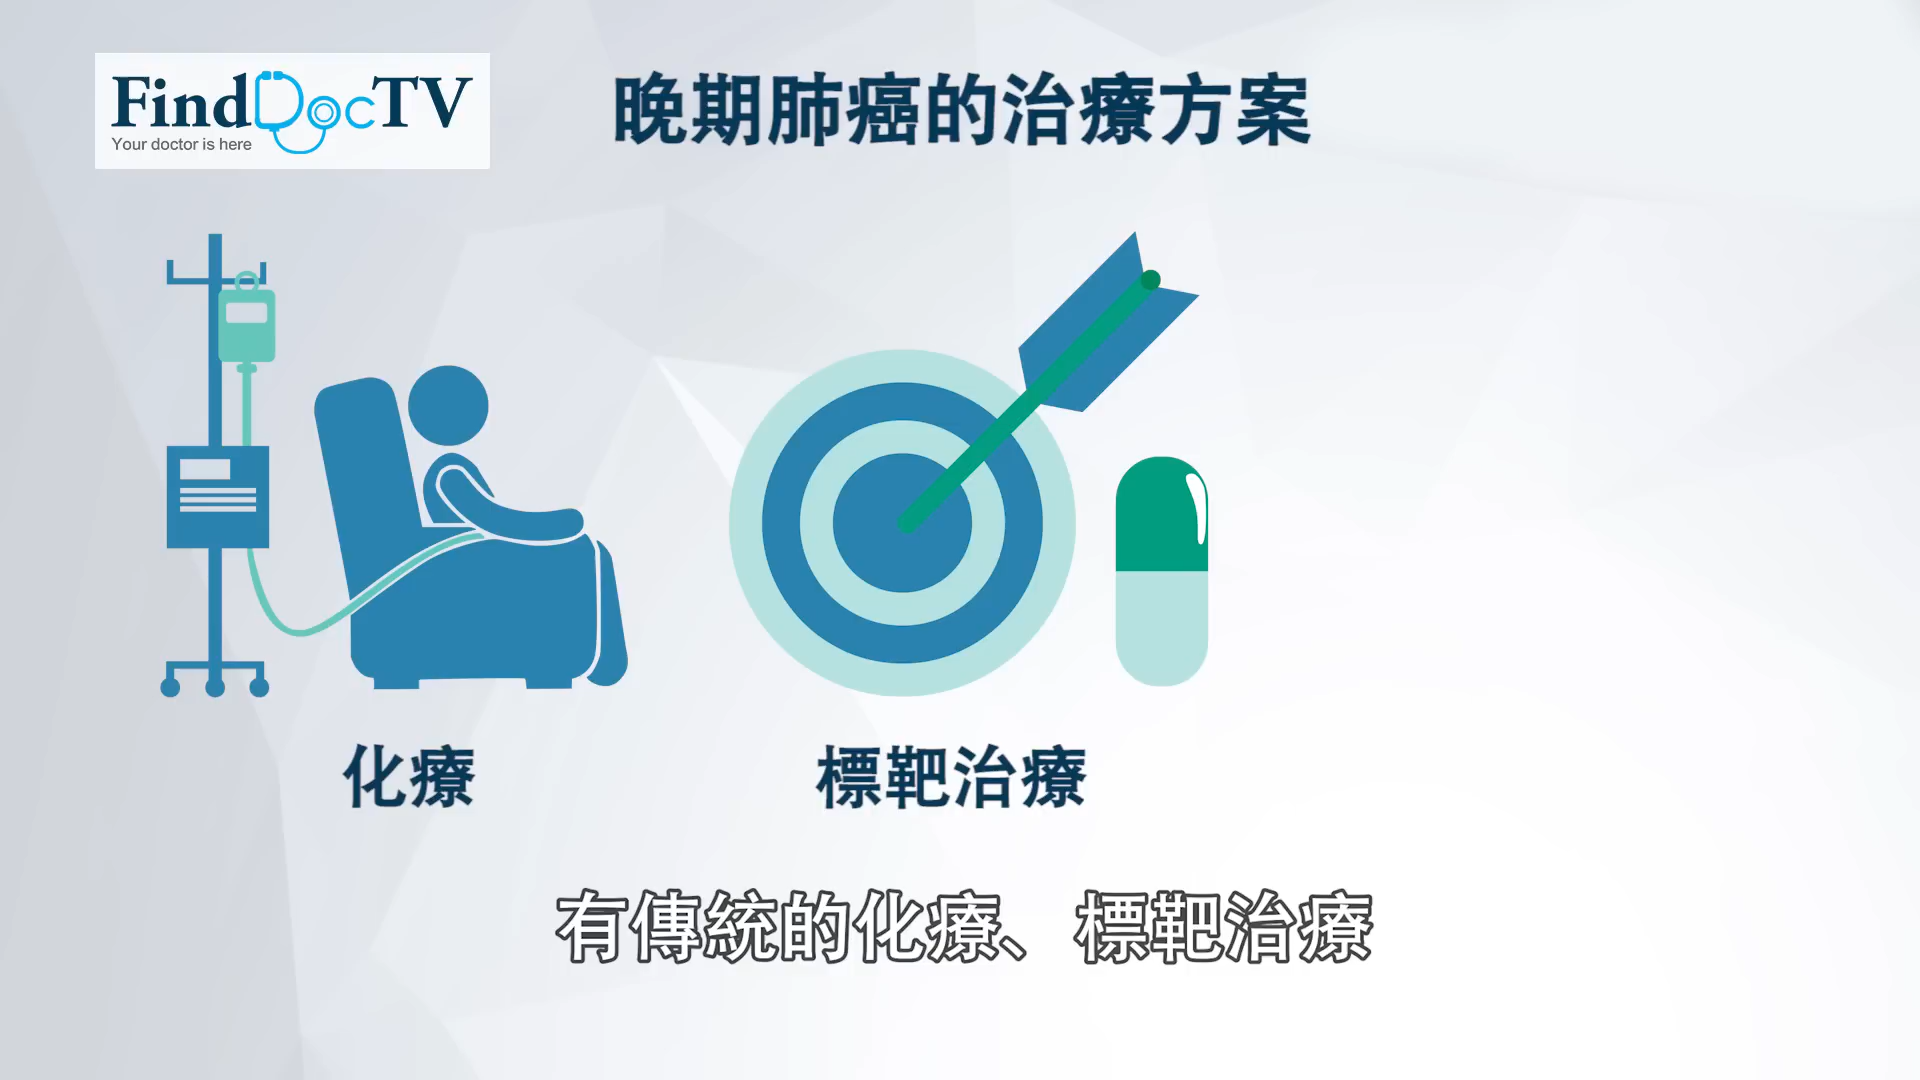 FindDocTV
Your doctor is here
晚期肺癌的治療方案
化療
標靶治療
有傳統的化療、標靶治療